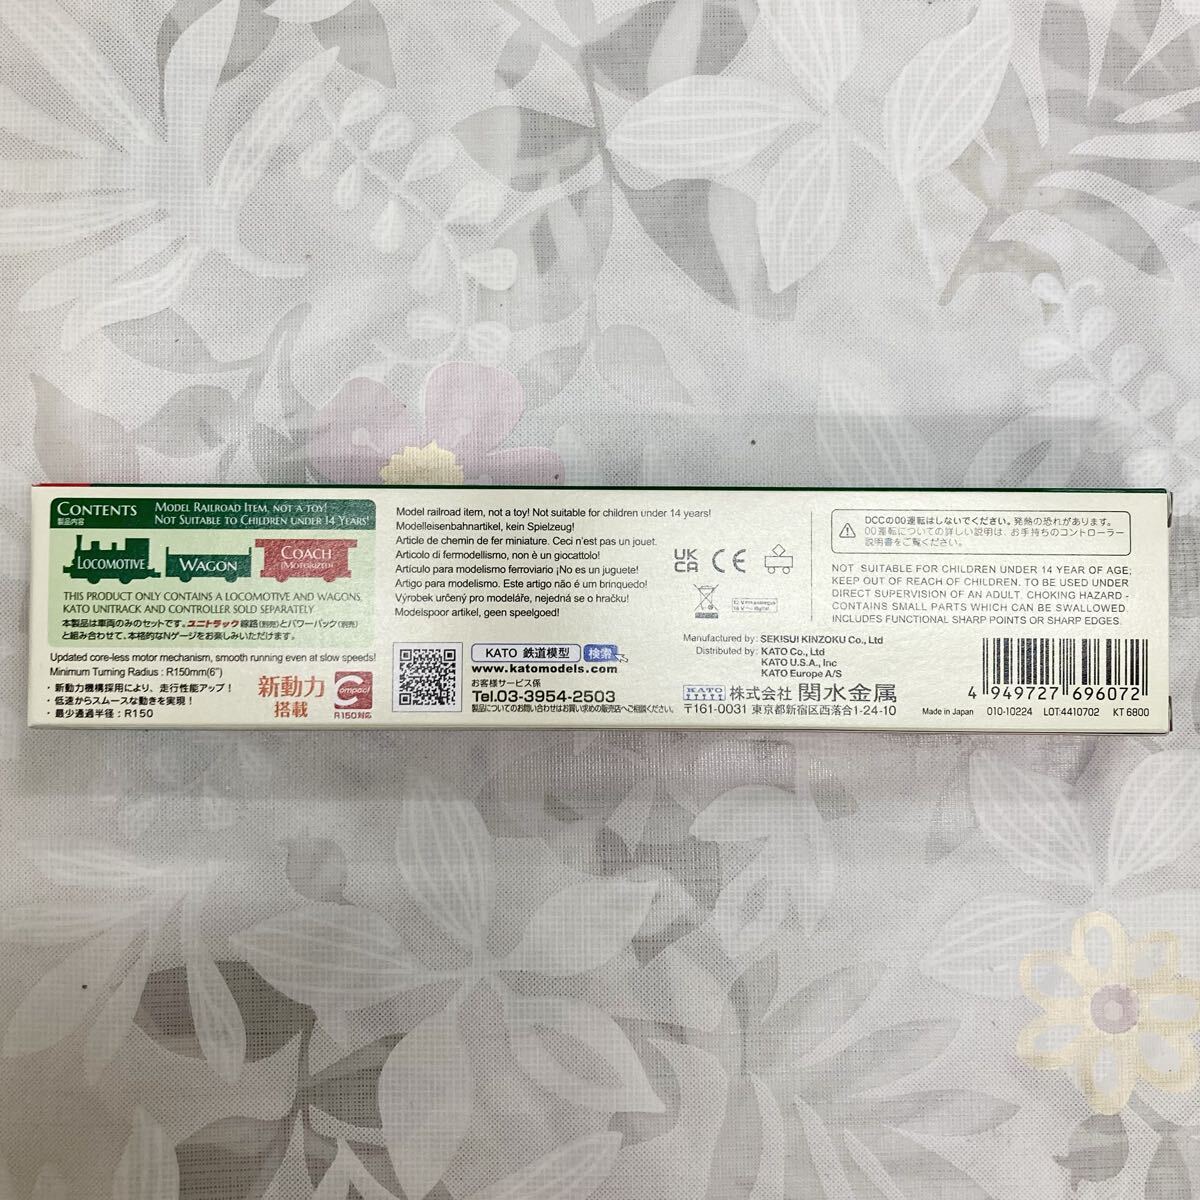 CONTENTS
製品内容
MODEL RAILROAD ITEM, NOT A TOY!
NOT SUITABLE TO CHILDREN UNDER 14 YEARS!
LOCOMOTIVE
WAGON
COACH
(MOTORIZED)
THIS PRODUCT ONLY CONTAINS A LOCOMOTIVE AND WAGONS,
KATO UNITRACK AND CONTROLLER SOLD SEPARATELY
本製品は車両のみのセットです。ユニトラック線路(別売)とパワーパック(別売)
と組み合わせて、本格的なNゲージをお楽しみいただけます。
Updated core-less motor mechanism, smooth running even at slow speeds!
Minimum Turning Radius : R150mm(6")
・新動力機構採用により、走行性能アップ！
・低速からスムースな動きを実現！
・最少通過半径：R150
新動力
搭載
Compact
R150対応
Model railroad item, not a toy! Not suitable for children under 14 years!
Modelleisenbahnartikel, kein Spielzeug!
Article de chemin de fer miniature. Ceci n'est pas un jouet.
Articolo di fermodellismo, non è un giocattolo!
Artículo para modelismo ferroviario ¡No es un juguete!
Artigo para modelismo. Este artigo não é um brinquedo!
Výrobek určený pro modeláře, nejedná se o hračku!
Modelspoor artikel, geen speelgoed!
KATO 鉄道模型 検索
www.katomodels.com
お客様サービス係
Tel.03-3954-2503
製品についてのお問い合わせはお買い求めの販売店へご相談ください。
UK
CA
CE
Manufactured by: SEKISUI KINZOKU Co., Ltd
Distributed by: KATO Co., Ltd
KATO U.S.A., Inc
KATO Europe A/S
KATO 株式会社 関水金属
〒161-0031 東京都新宿区西落合1-24-10
DCCの00運転はしないでください。発熱の恐れがあります。
00運転についての詳しい説明は、お手持ちのコントローラー
説明書をご覧ください。
NOT SUITABLE FOR CHILDREN UNDER 14 YEAR OF AGE;
KEEP OUT OF REACH OF CHILDREN. TO BE USED UNDER
DIRECT SUPERVISION OF AN ADULT. CHOKING HAZARD -
CONTAINS SMALL PARTS WHICH CAN BE SWALLOWED.
INCLUDES FUNCTIONAL SHARP POINTS OR SHARP EDGES.
4 949727 696072
Made in Japan 010-10224 LOT:4410702 KT 6800